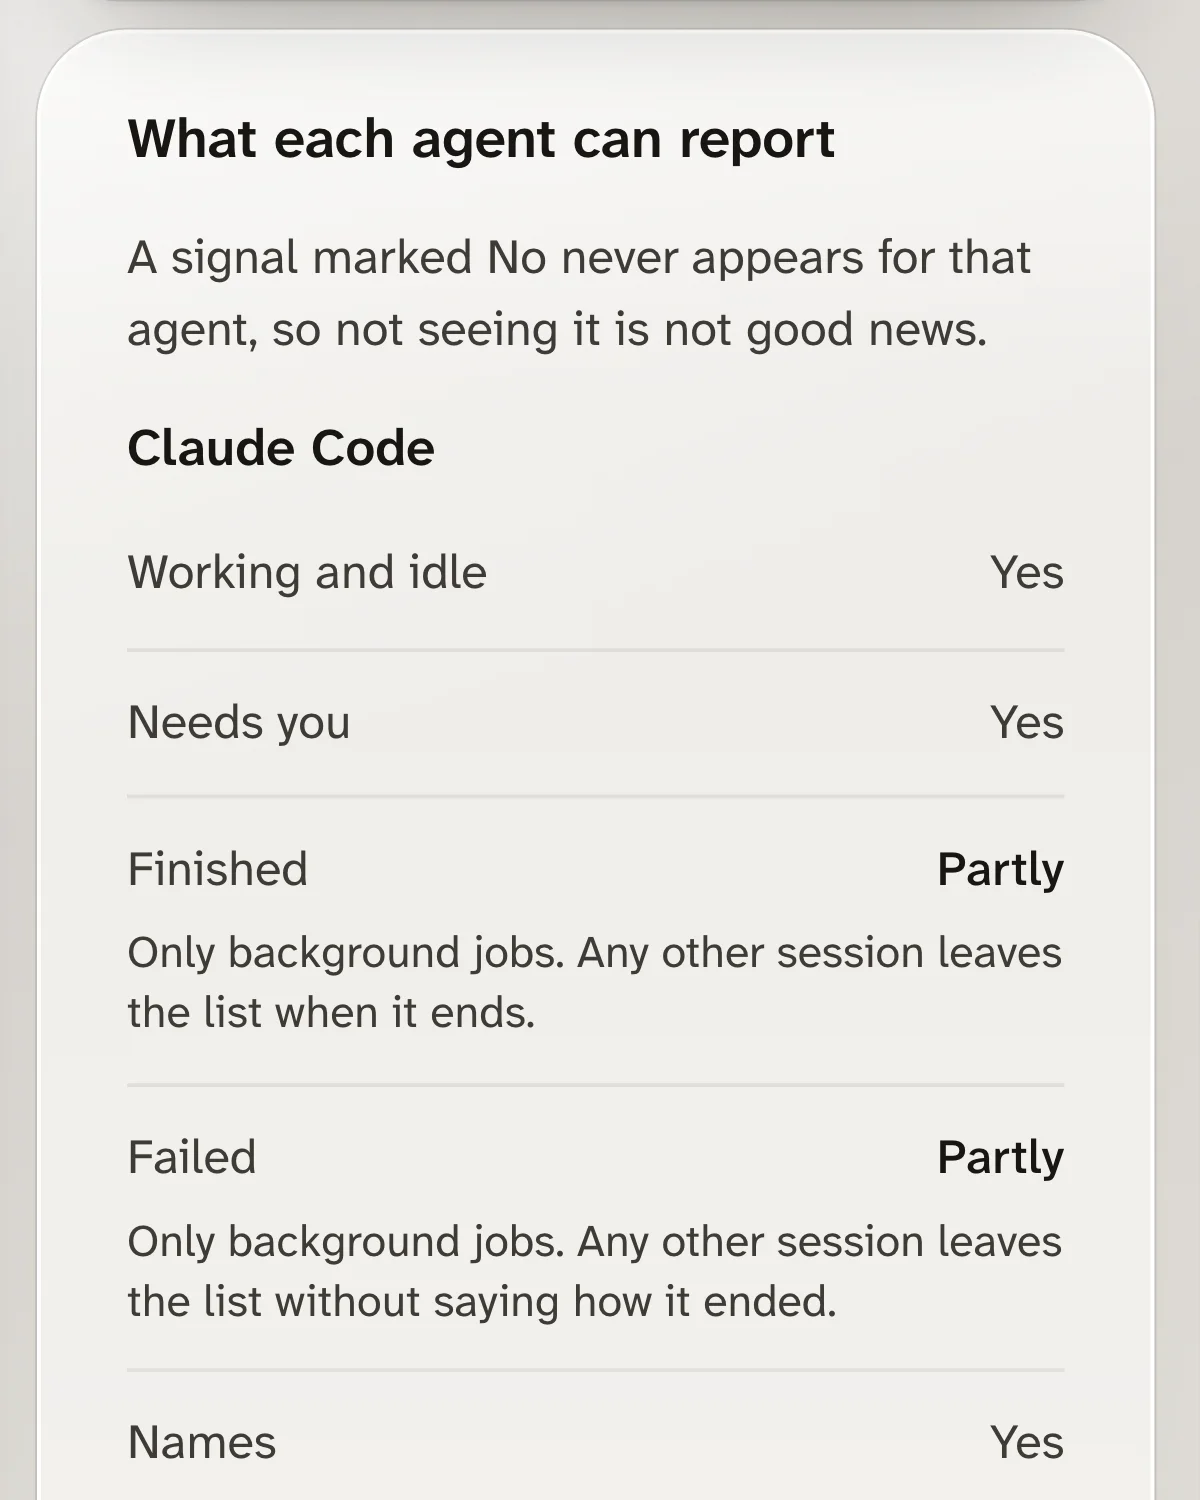 What each agent can report
A signal marked No never appears for that
agent, so not seeing it is not good news.
Claude Code
Working and idle Yes
Needs you Yes
Finished Partly
Only background jobs. Any other session leaves
the list when it ends.
Failed Partly
Only background jobs. Any other session leaves
the list without saying how it ended.
Names Yes